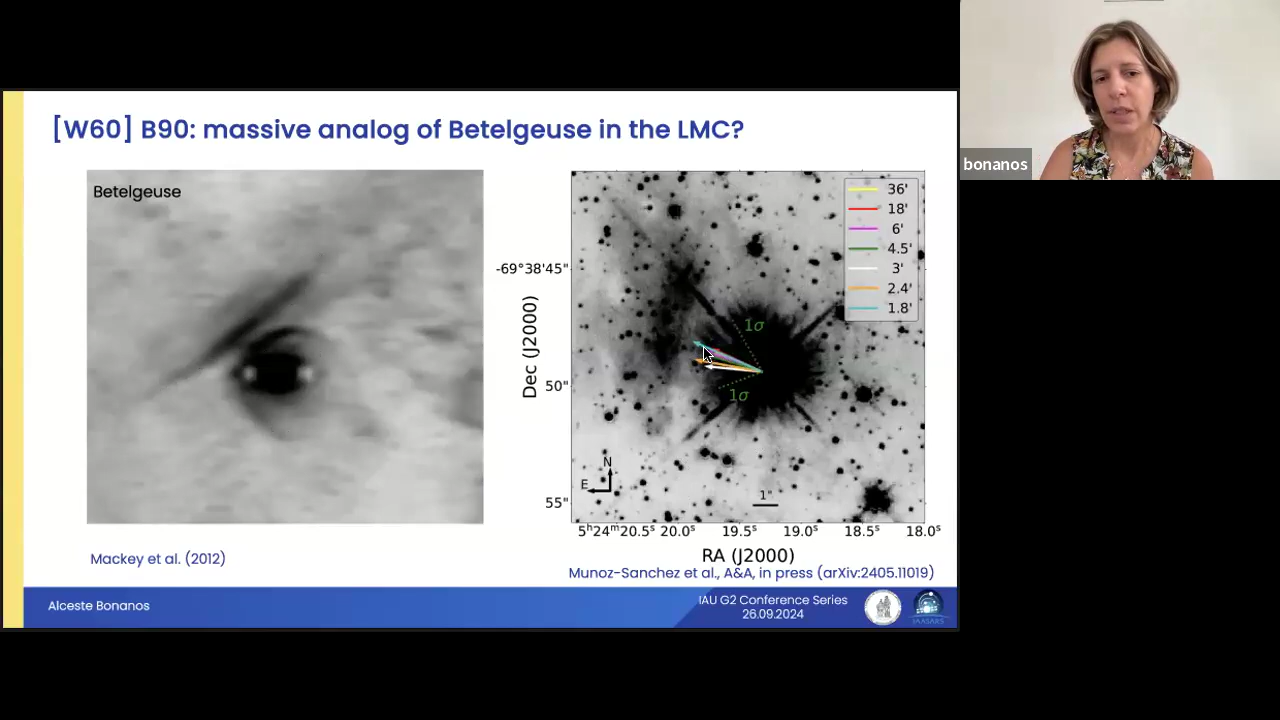 [W60] B90: massive analog of Betelgeuse in the LMC?
bonanos
Betelgeuse
36'
18'
6'
4.5'
3'
2.4'
1.8'
-69°38'45"
50"
55"
Dec (J2000)
1σ
1σ
N
E
1"
5h24m20.5s 20.0s 19.5s 19.0s 18.5s 18.0s
RA (J2000)
Mackey et al. (2012)
Munoz-Sanchez et al., A&A, in press (arXiv:2405.11019)
Alceste Bonanos
IAU G2 Conference Series
26.09.2024
IAASARS